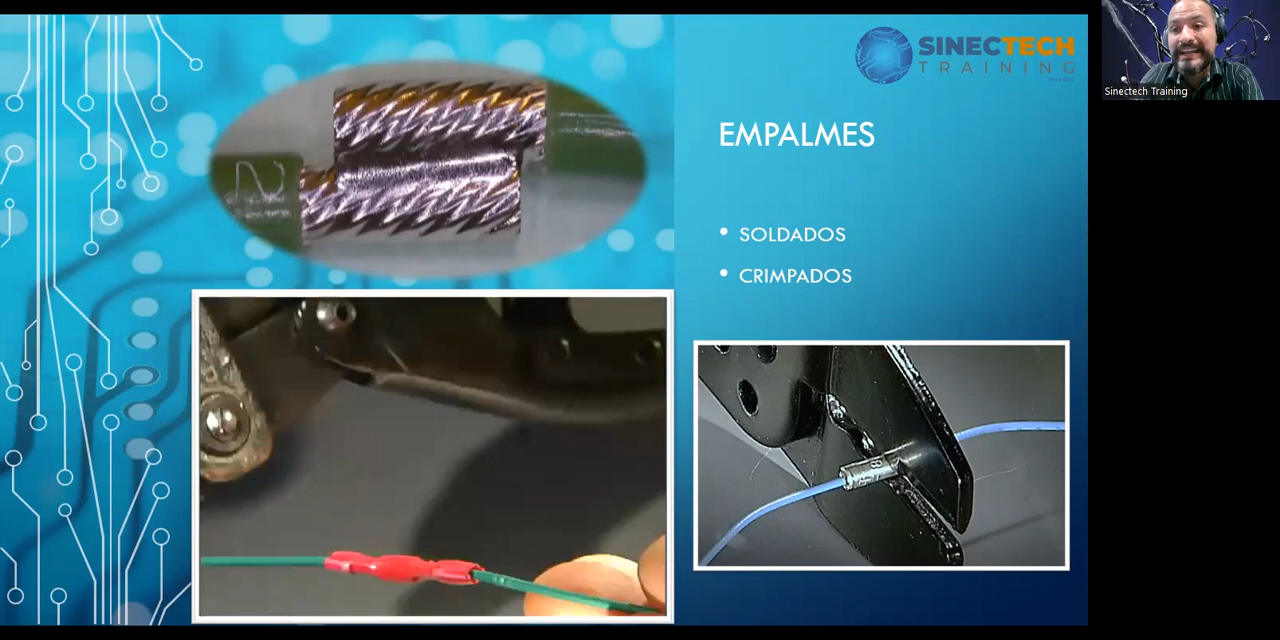 SINECTECH
TRAINING
EMPALMES
• SOLDADOS
• CRIMPADOS
Sinectech Training